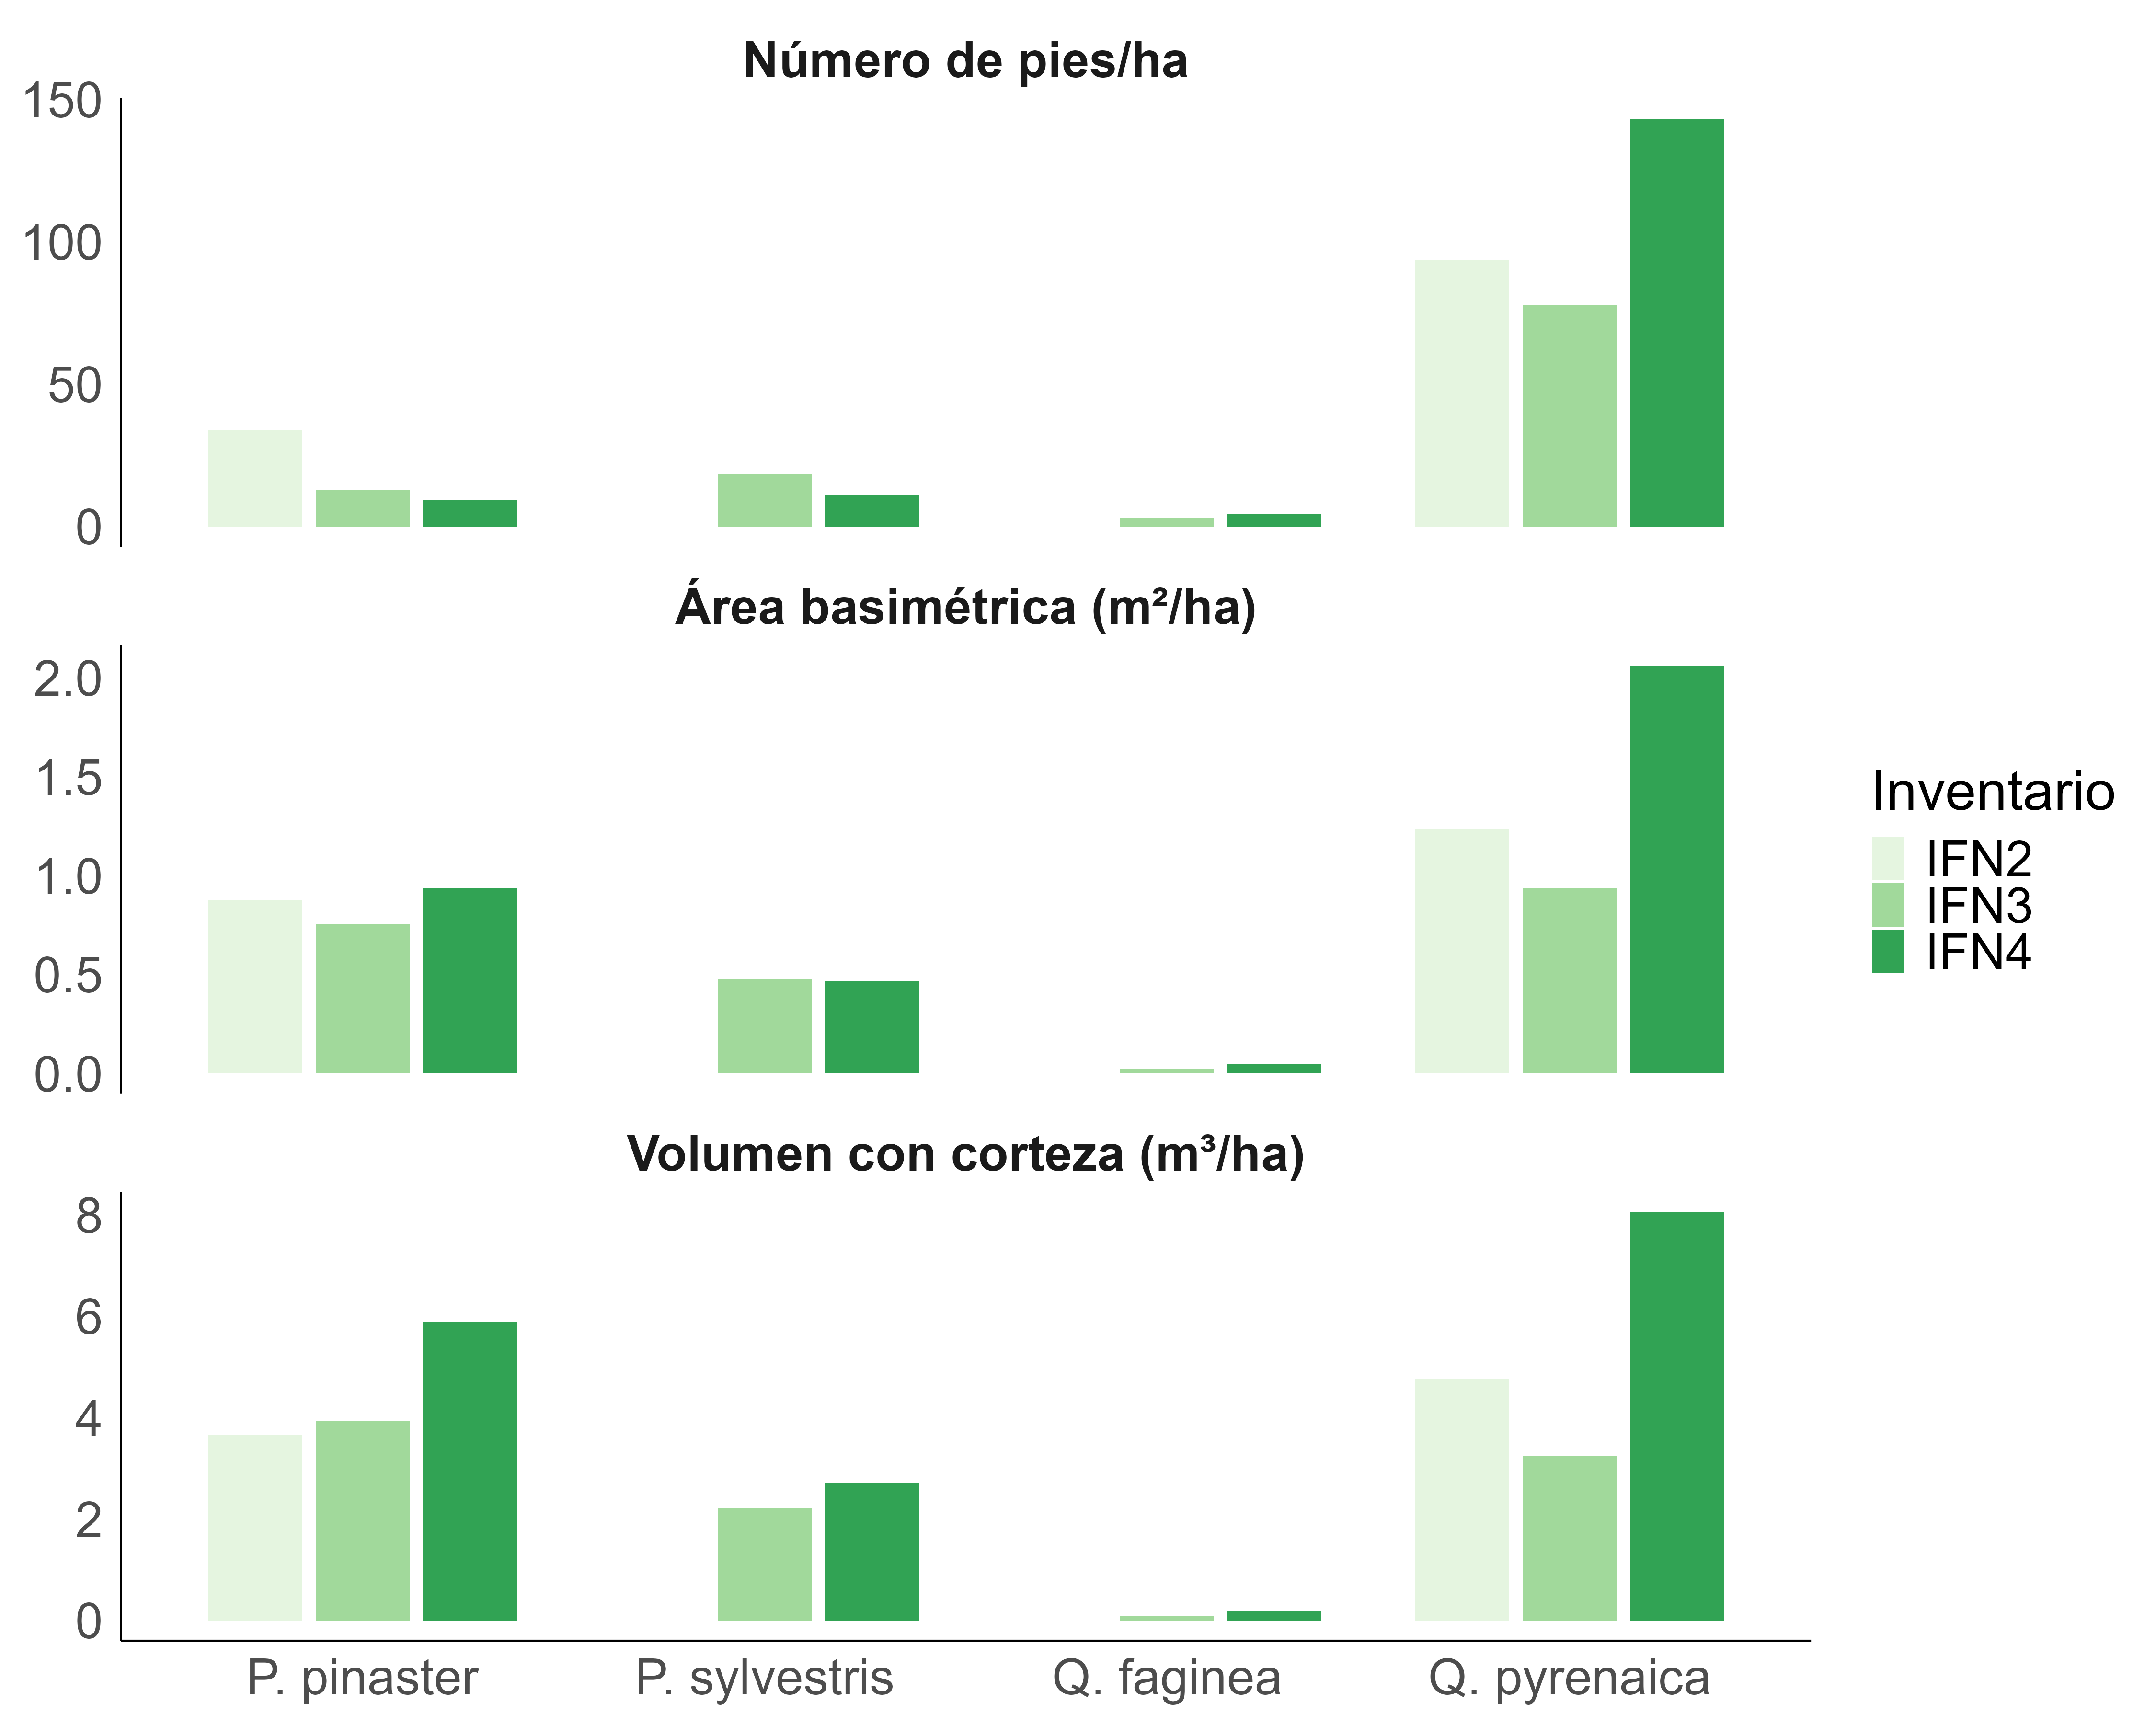 Número de pies/ha
150
100
50
0
Área basimétrica (m²/ha)
2.0
1.5
1.0
0.5
0.0
Volumen con corteza (m³/ha)
8
6
4
2
0
P. pinaster
P. sylvestris
Q. faginea
Q. pyrenaica
Inventario
IFN2
IFN3
IFN4